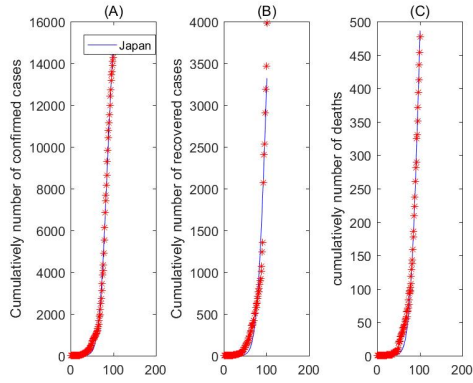 (A)
Cumulatively number of confirmed cases
16000
14000
12000
10000
8000
6000
4000
2000
0
0 100 200
Japan
(B)
Cumulatively number of recovered cases
4000
3500
3000
2500
2000
1500
1000
500
0
0 100 200
(C)
cumulatively number of deaths
500
450
400
350
300
250
200
150
100
50
0
0 100 200